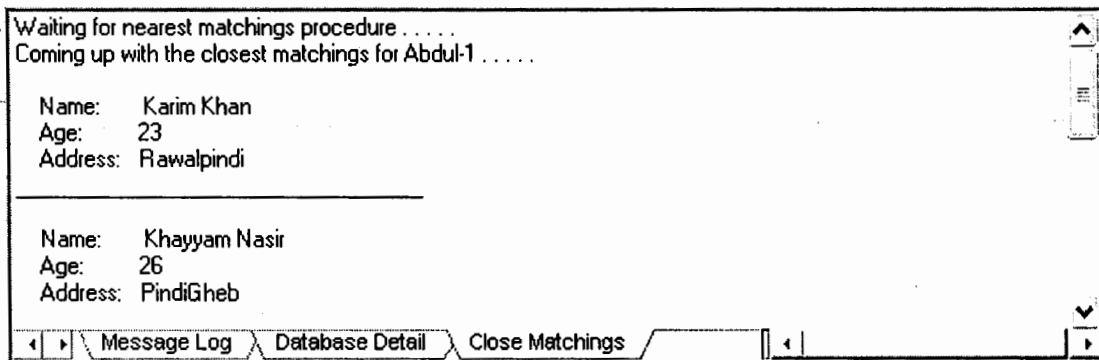 Waiting for nearest matchings procedure . . . . .
Coming up with the closest matchings for Abdul-1 . . . . .
Name: Karim Khan
Age: 23
Address: Rawalpindi
Name: Khayyam Nasir
Age: 26
Address: PindiGheb
Message Log Database Detail Close Matchings